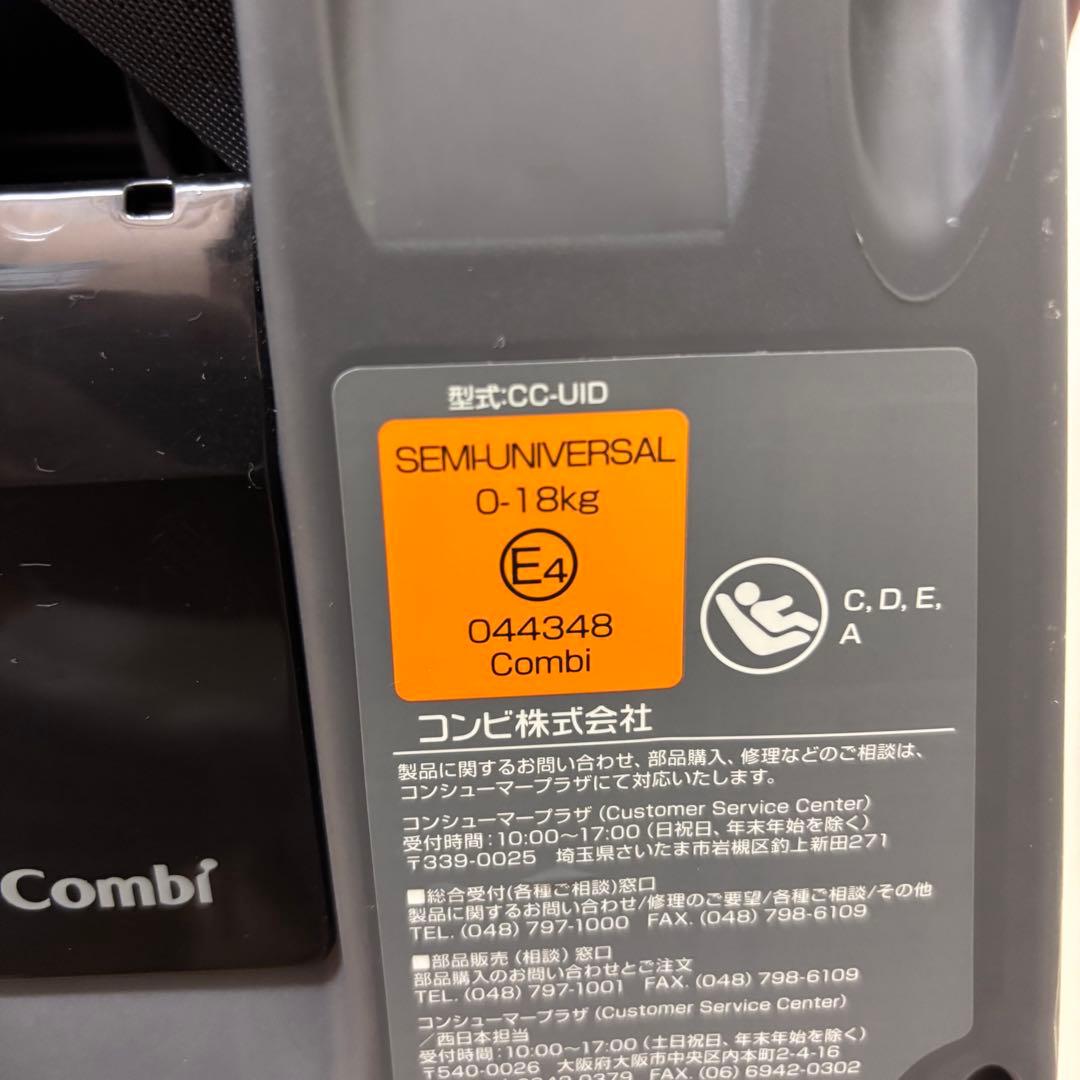 型式:CC-UID
SEMI-UNIVERSAL
0-18kg
E4
044348
Combi
C, D, E,
A
コンビ株式会社
製品に関するお問い合わせ、部品購入、修理などのご相談は、
コンシューマープラザにて対応いたします。
コンシューマープラザ (Customer Service Center)
受付時間:10:00～17:00 (日祝日、年末年始を除く)
〒339-0025 埼玉県さいたま市岩槻区釣上新田271
■総合受付(各種ご相談)窓口
製品に関するお問い合わせ/修理のご要望/各種ご相談/その他
TEL. (048) 797-1000 FAX. (048) 798-6109
■部品販売 (相談) 窓口
部品購入のお問い合わせとご注文
TEL. (048) 797-1001 FAX. (048) 798-6109
コンシューマープラザ (Customer Service Center)
/西日本担当
受付時間:10:00～17:00 (土日祝日、年末年始を除く)
〒540-0026 大阪府大阪市中央区内本町2-4-16
FAX. (06) 6942-0302
Combi